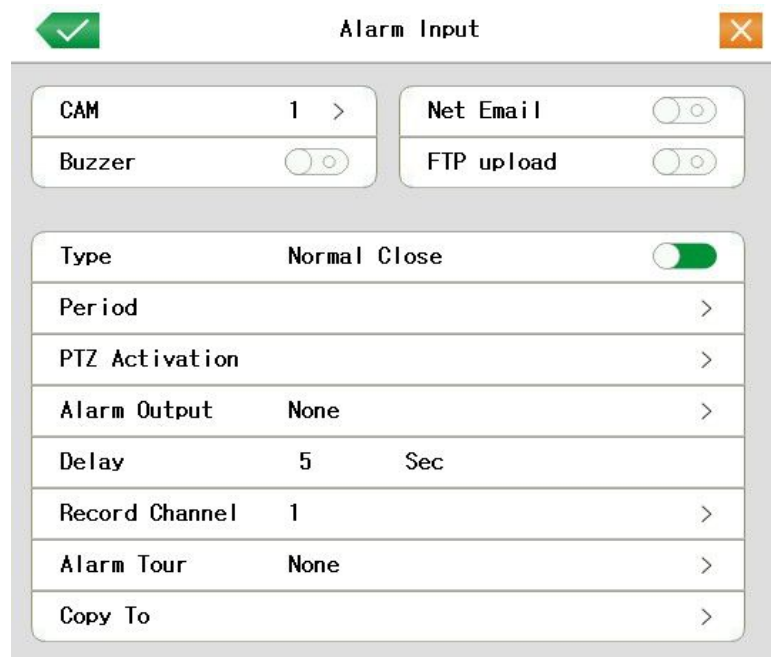 Alarm Input
CAM 1 >
Buzzer
Net Email
FTP upload
Type Normal Close
Period >
PTZ Activation >
Alarm Output None >
Delay 5 Sec
Record Channel 1 >
Alarm Tour None >
Copy To >